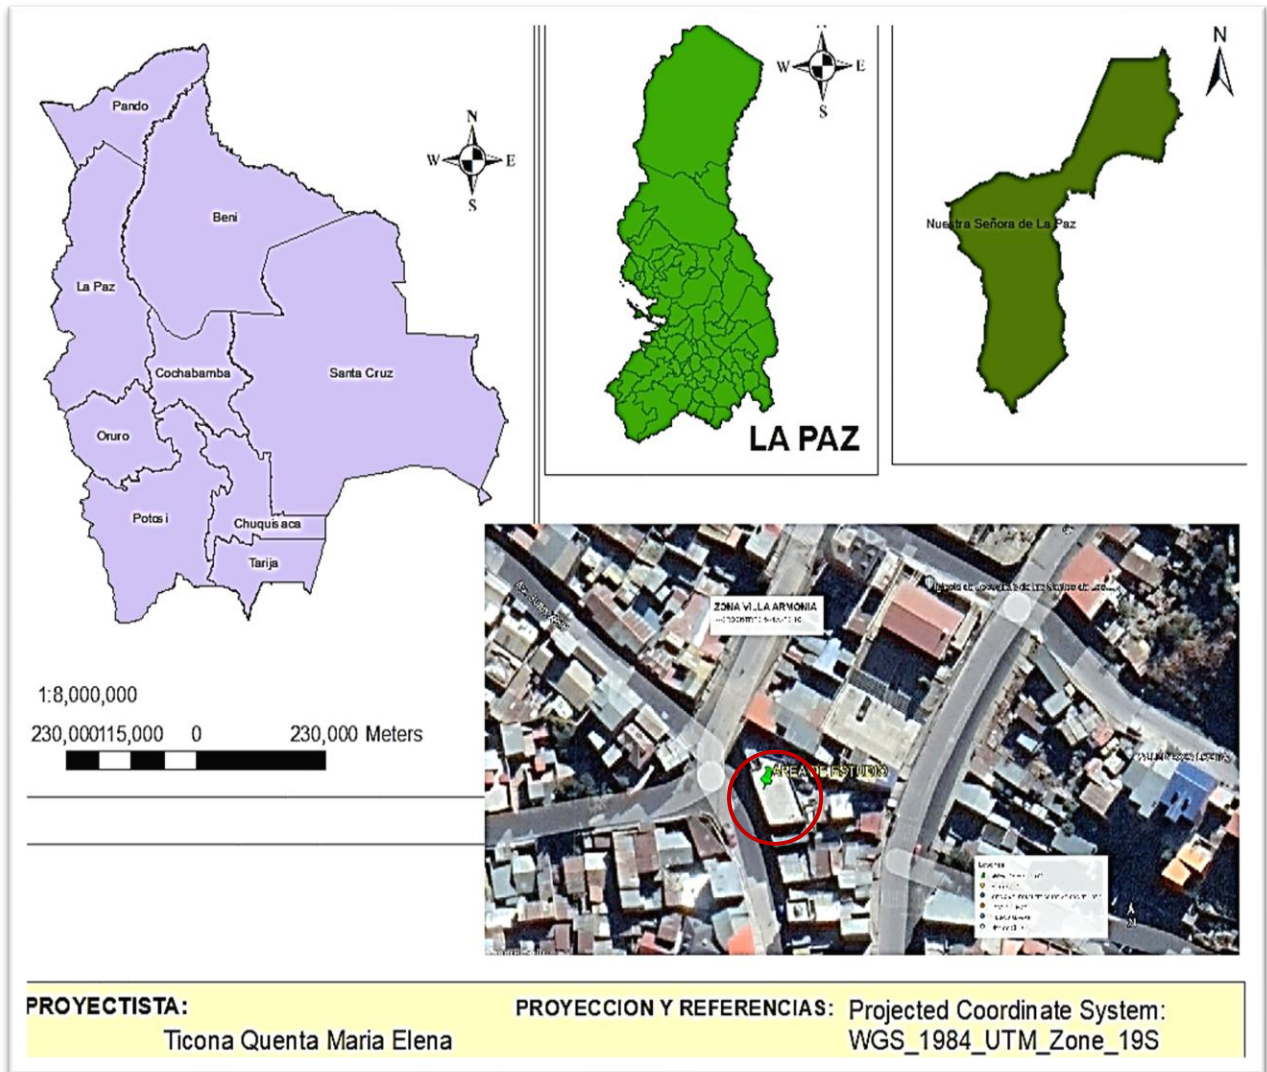 Pando
Beni
La Paz
Cochabamba
Santa Cruz
Oruro
Potosi
Chuquisaca
Tarija
N
W E
S
1:8,000,000
230,000115,000 0 230,000 Meters
N
W E
S
LA PAZ
N
Nuestra Señora de La Paz
ZONA VILLA ARMONIA
AREA DE ESTUDIO
N
PROYECTISTA:
Ticona Quenta Maria Elena
PROYECCION Y REFERENCIAS: Projected Coordinate System:
WGS_1984_UTM_Zone_19S